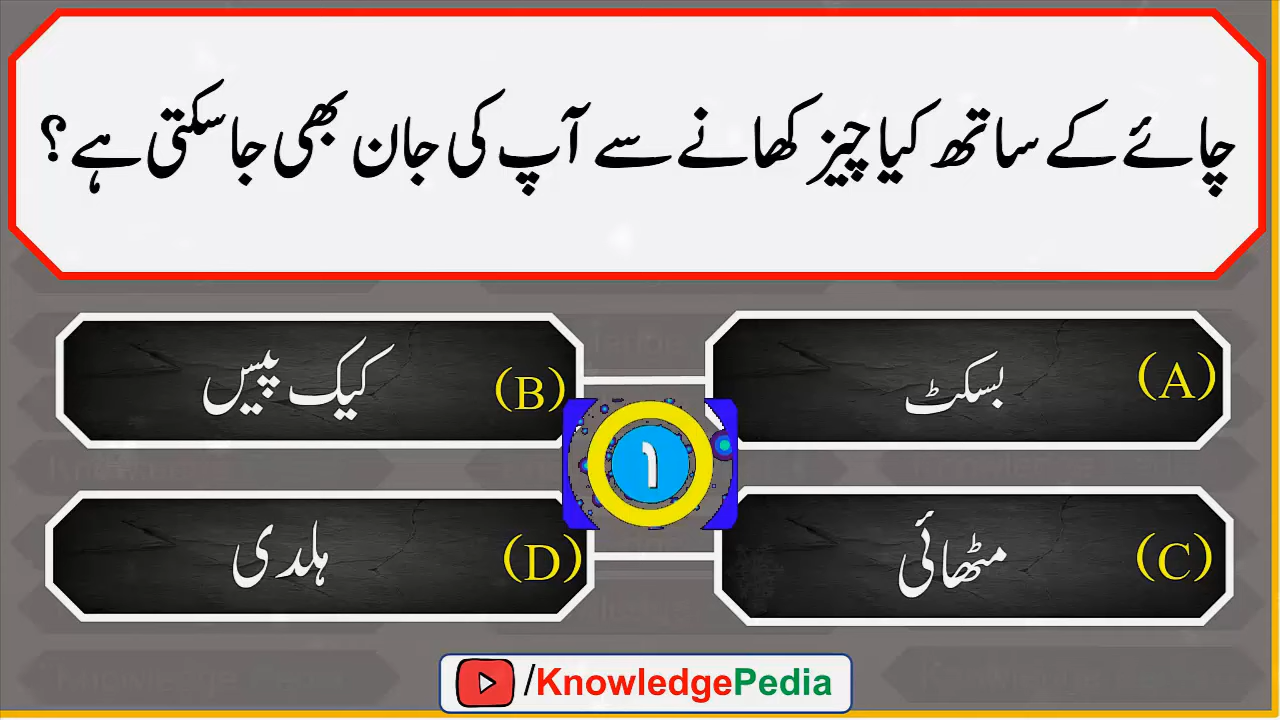 چائے کے ساتھ کیا چیز کھانے سے آپ کی جان بھی جا سکتی ہے؟
(A) بسکٹ
(B) کیک پیس
۱
(C) مٹھائی
(D) ہلدی
/KnowledgePedia